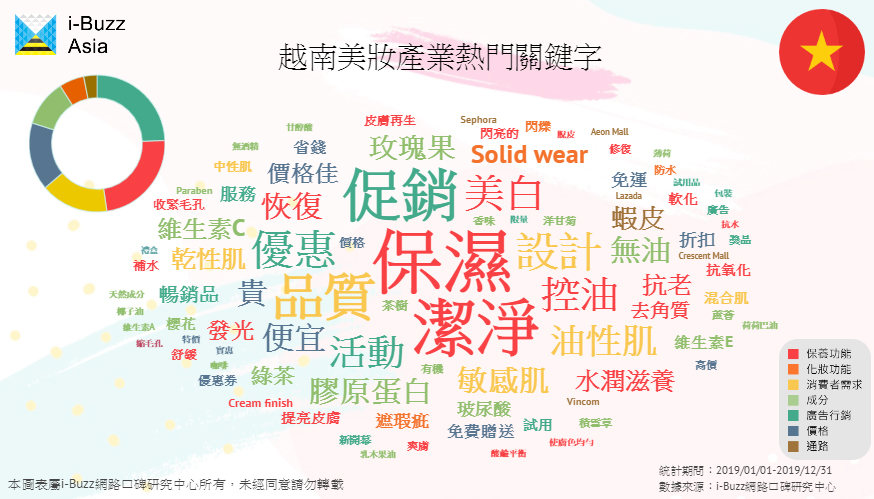 i-Buzz
Asia
越南美妝產業熱門關鍵字
甘醇酸 皮膚再生 Sephora 閃亮的 閃爍 脫皮 Aeon Mall
無酒精 省錢 玫瑰果 Solid wear 修復 薄荷
中性肌 價格佳 促銷 美白 免運 防水 試用品
Paraben 服務 Lazada 軟化 包裝
收緊毛孔 恢復 香味 限量 洋甘菊 蝦皮 廣告
維生素C 優惠 價格 保濕 設計 無油 折扣 抗水
禮盒 乾性肌 製品
補水 Crescent Mall 抗氧化
天然成分 暢銷品 貴 品質 茶樹 控油 抗老 混合肌
椰子油 去角質 蘆薈
維生素A 櫻花 發光 便宜 潔淨 油性肌 荷荷巴油
縮毛孔 特價 活動 維生素E
舒緩 實惠
咖啡 有機 高價
優惠券 綠茶 膠原蛋白 敏感肌 水潤滋養
Cream finish 玻尿酸 Vincom
提亮皮膚 遮瑕疵 免費贈送 試用 積雪草
新開幕 爽膚 使膚色均勻
乳木果油 酸鹼平衡
保養功能
化妝功能
消費者需求
成分
廣告行銷
價格
通路
統計期間：2019/01/01-2019/12/31
數據來源：i-Buzz網路口碑研究中心
本圖表屬i-Buzz網路口碑研究中心所有，未經同意請勿轉載